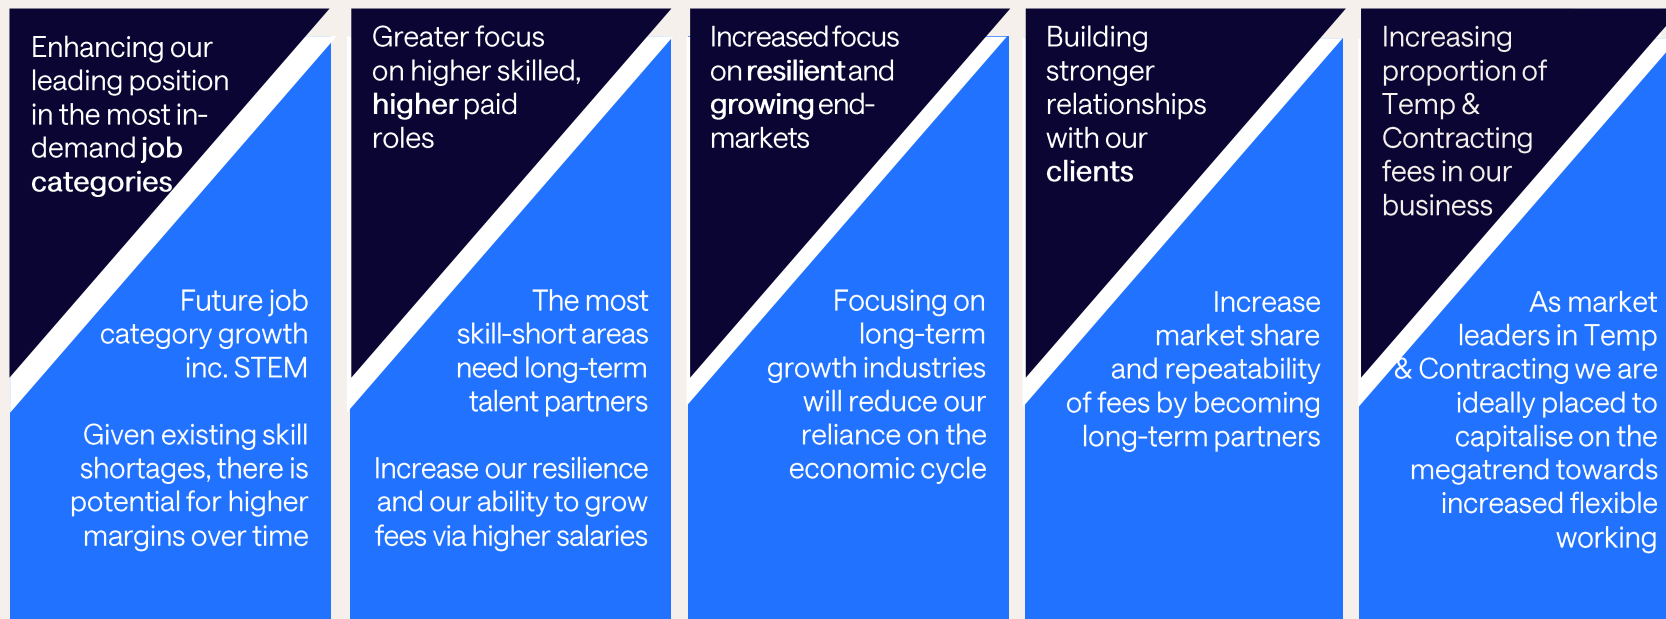 Enhancing our
leading position
in the most in-
demand job
categories
Future job
category growth
inc. STEM
Given existing skill
shortages, there is
potential for higher
margins over time
Greater focus
on higher skilled,
higher paid
roles
The most
skill-short areas
need long-term
talent partners
Increase our resilience
and our ability to grow
fees via higher salaries
Increased focus
on resilient and
growing end-
markets
Focusing on
long-term
growth industries
will reduce our
reliance on the
economic cycle
Building
stronger
relationships
with our
clients
Increase
market share
and repeatability
of fees by becoming
long-term partners
Increasing
proportion of
Temp &
Contracting
fees in our
business
As market
leaders in Temp
& Contracting we are
ideally placed to
capitalise on the
megatrend towards
increased flexible
working